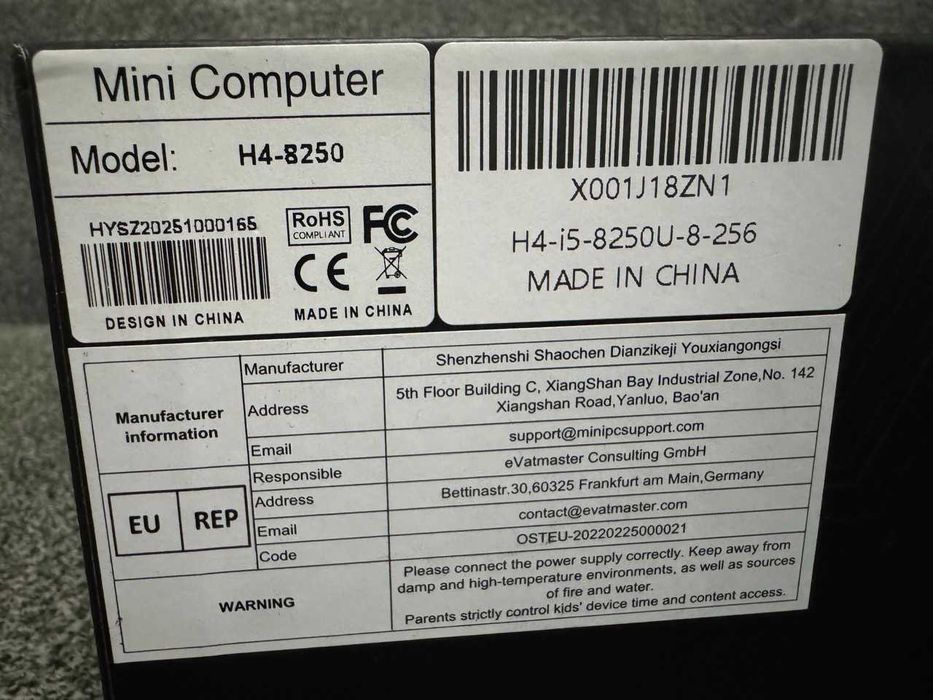 Mini Computer
Model: H4-8250
HYSZ20251000165
DESIGN IN CHINA
RoHS
COMPLIANT
FC
CE
MADE IN CHINA
X001J18ZN1
H4-i5-8250U-8-256
MADE IN CHINA
Manufacturer information
Manufacturer
Shenzhenshi Shaochen Dianzikeji Youxiangongsi
Address
5th Floor Building C, XiangShan Bay Industrial Zone,No. 142
Xiangshan Road,Yanluo, Bao'an
Email
support@minipcsupport.com
EU REP
Responsible
eVatmaster Consulting GmbH
Address
Bettinastr.30,60325 Frankfurt am Main,Germany
Email
contact@evatmaster.com
Code
OSTEU-20220225000021
WARNING
Please connect the power supply correctly. Keep away from
damp and high-temperature environments, as well as sources
of fire and water.
Parents strictly control kids' device time and content access.